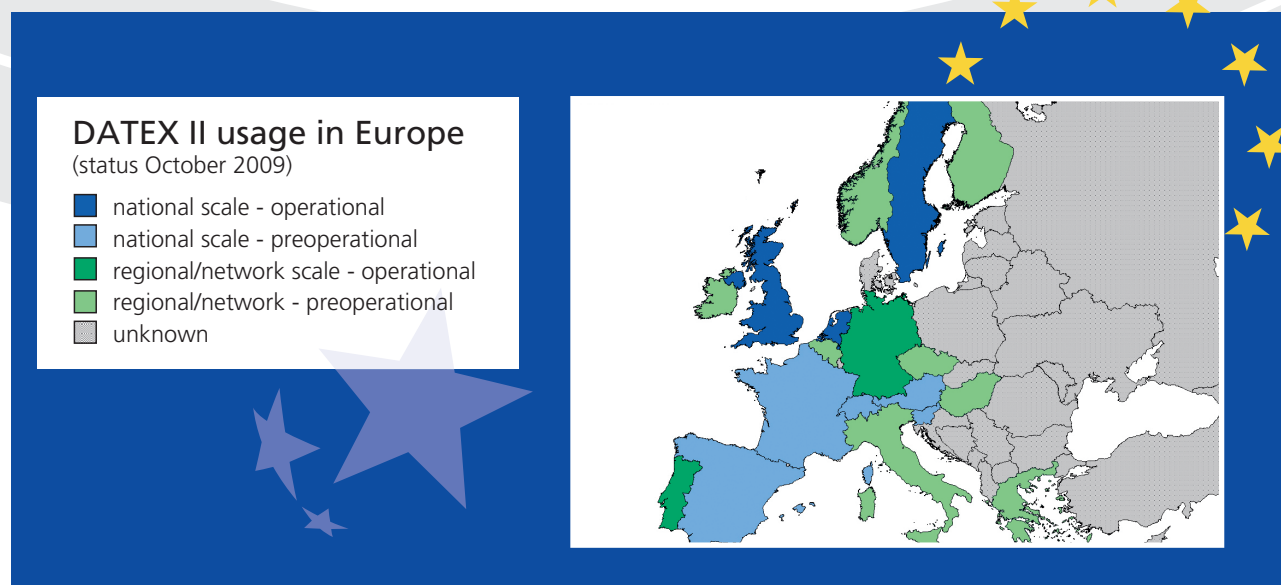 DATEX II usage in Europe
(status October 2009)
national scale - operational
national scale - preoperational
regional/network scale - operational
regional/network - preoperational
unknown